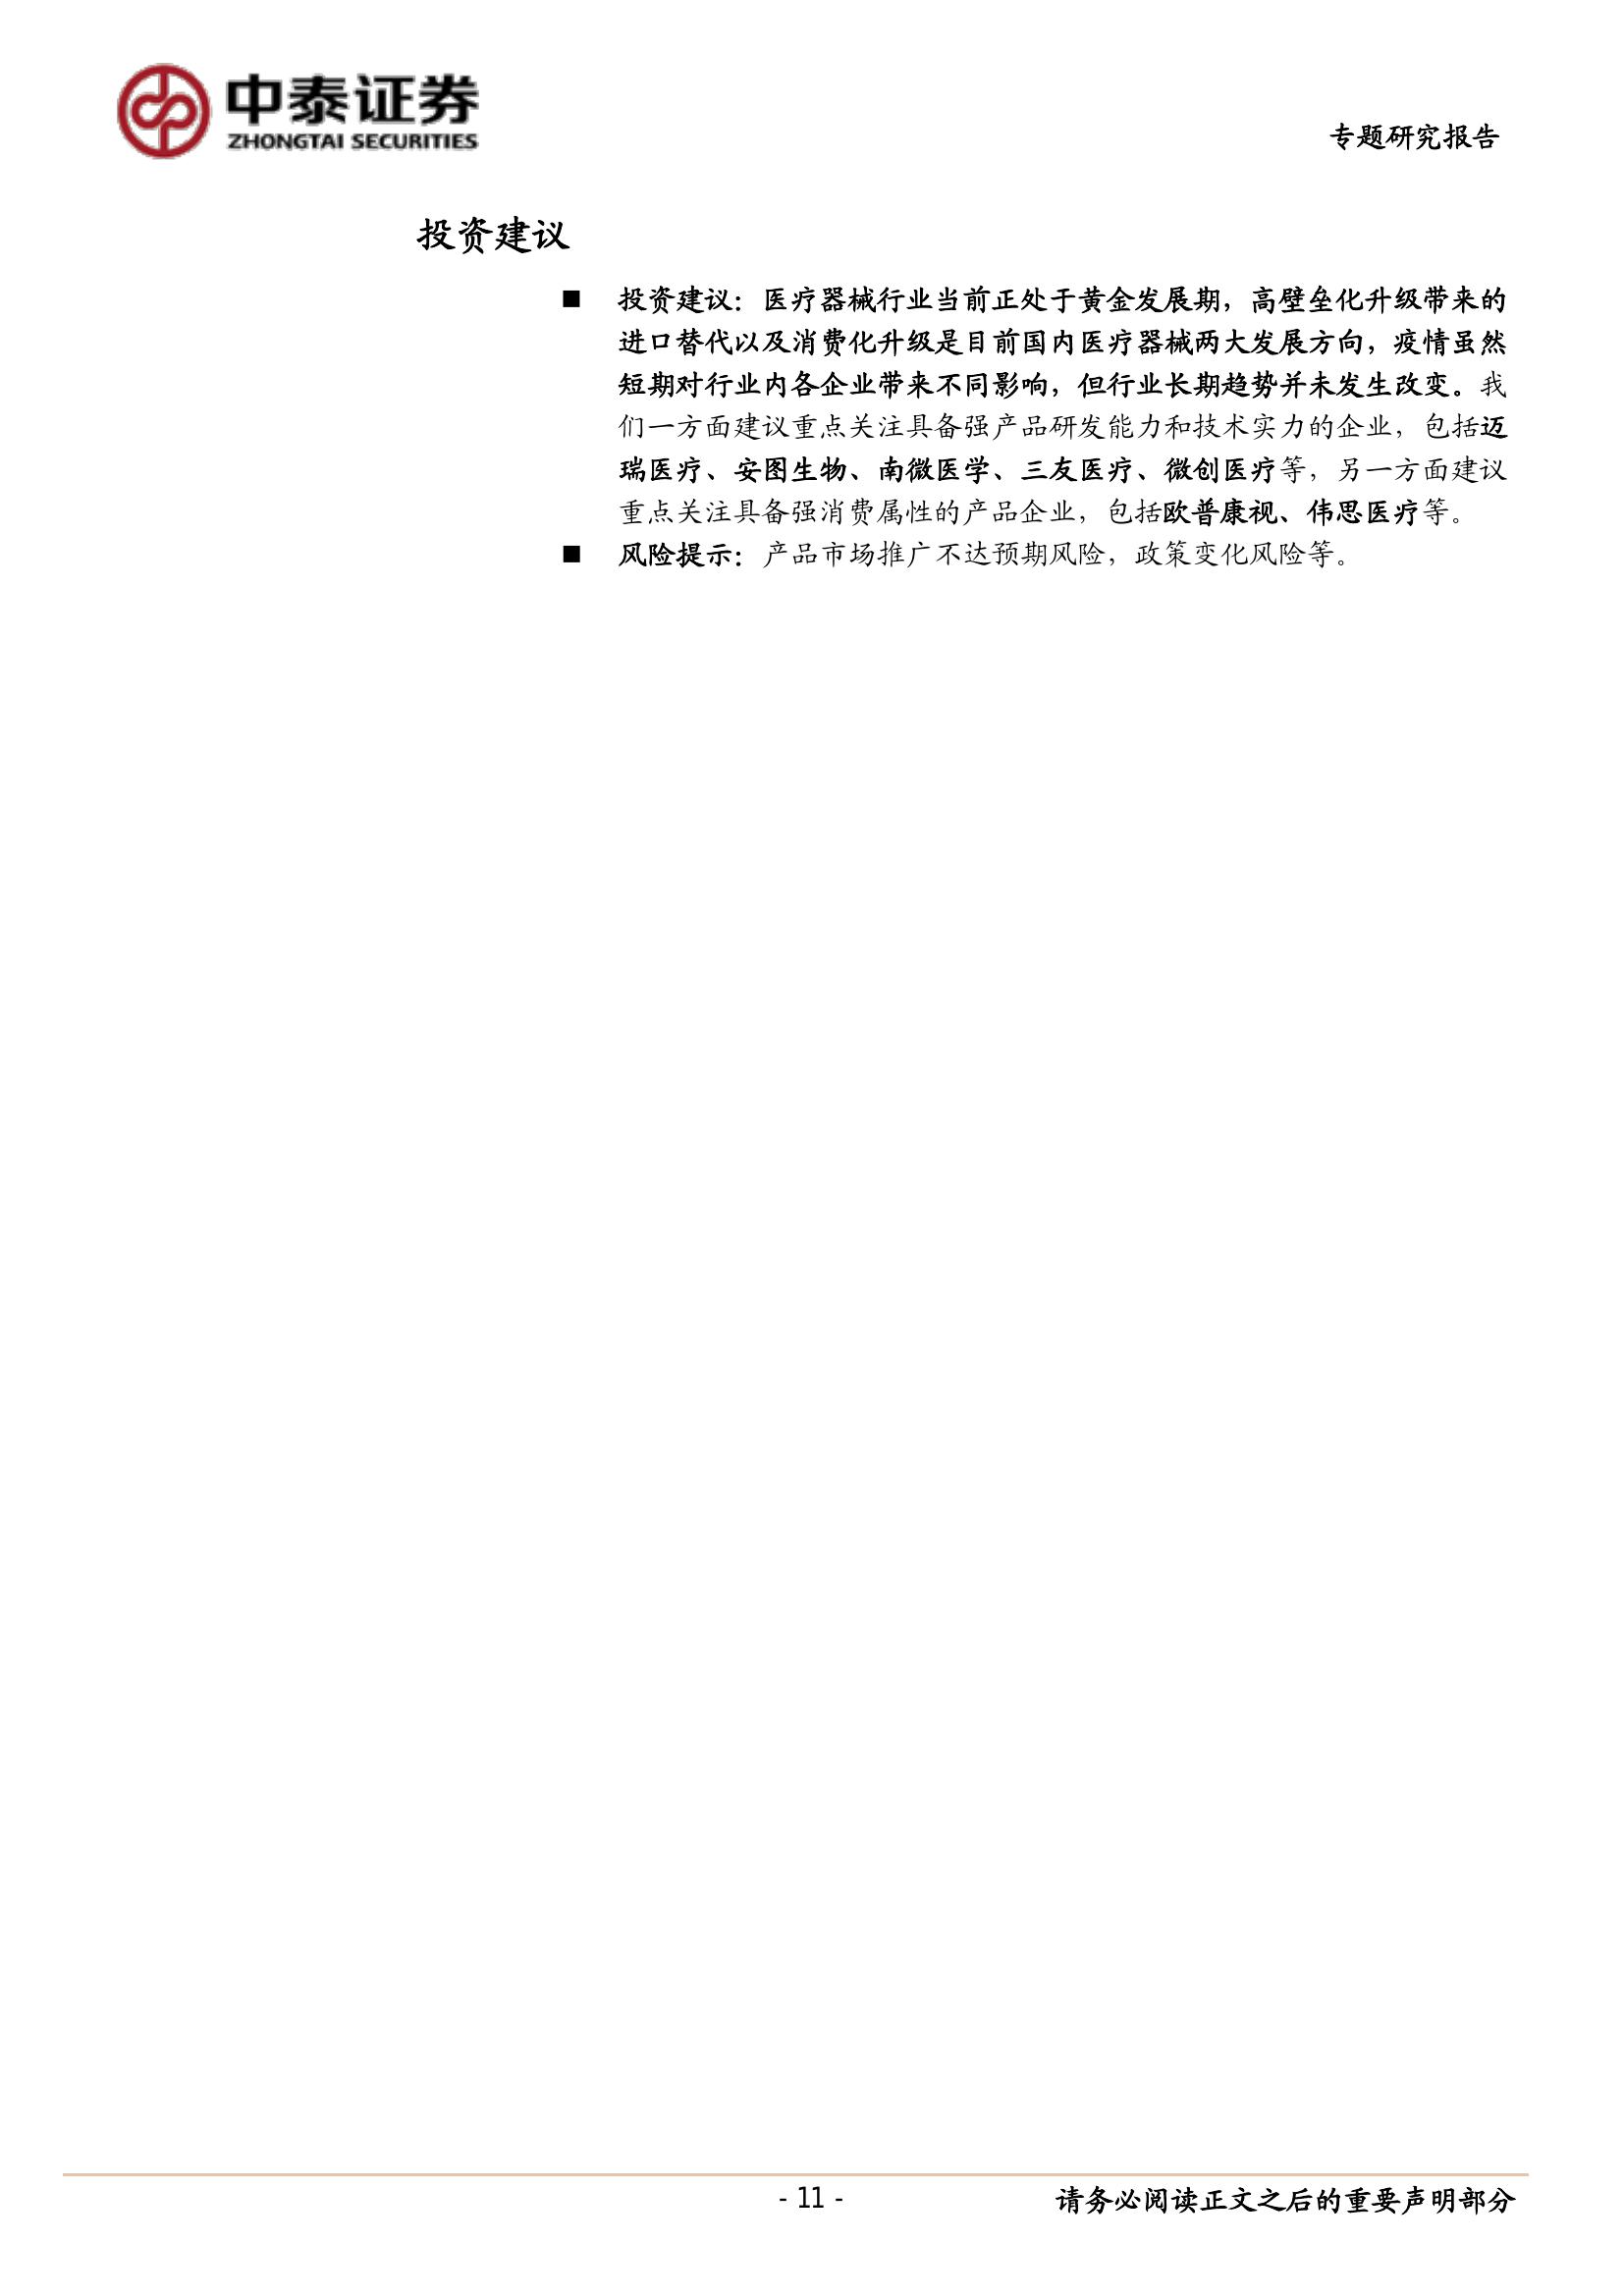 中泰证券
ZHONGTAI SECURITIES
专题研究报告
投资建议
■ 投资建议：医疗器械行业当前正处于黄金发展期，高壁垒化升级带来的
进口替代以及消费化升级是目前国内医疗器械两大发展方向，疫情虽然
短期对行业内各企业带来不同影响，但行业长期趋势并未发生改变。我
们一方面建议重点关注具备强产品研发能力和技术实力的企业，包括迈
瑞医疗、安图生物、南微医学、三友医疗、微创医疗等，另一方面建议
重点关注具备强消费属性的产品企业，包括欧普康视、伟思医疗等。
■ 风险提示：产品市场推广不达预期风险，政策变化风险等。
- 11 -
请务必阅读正文之后的重要声明部分